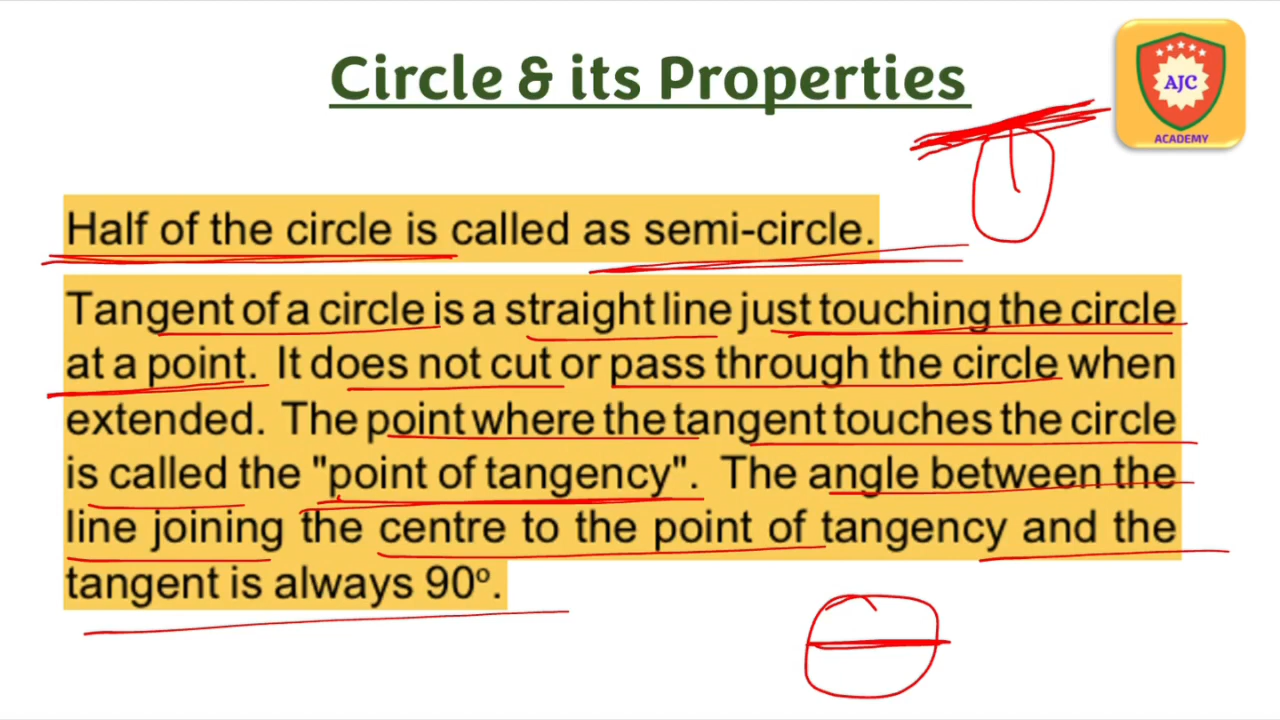 Circle & its Properties
AJC
ACADEMY
Half of the circle is called as semi-circle.
Tangent of a circle is a straight line just touching the circle
at a point. It does not cut or pass through the circle when
extended. The point where the tangent touches the circle
is called the "point of tangency". The angle between the
line joining the centre to the point of tangency and the
tangent is always 90º.